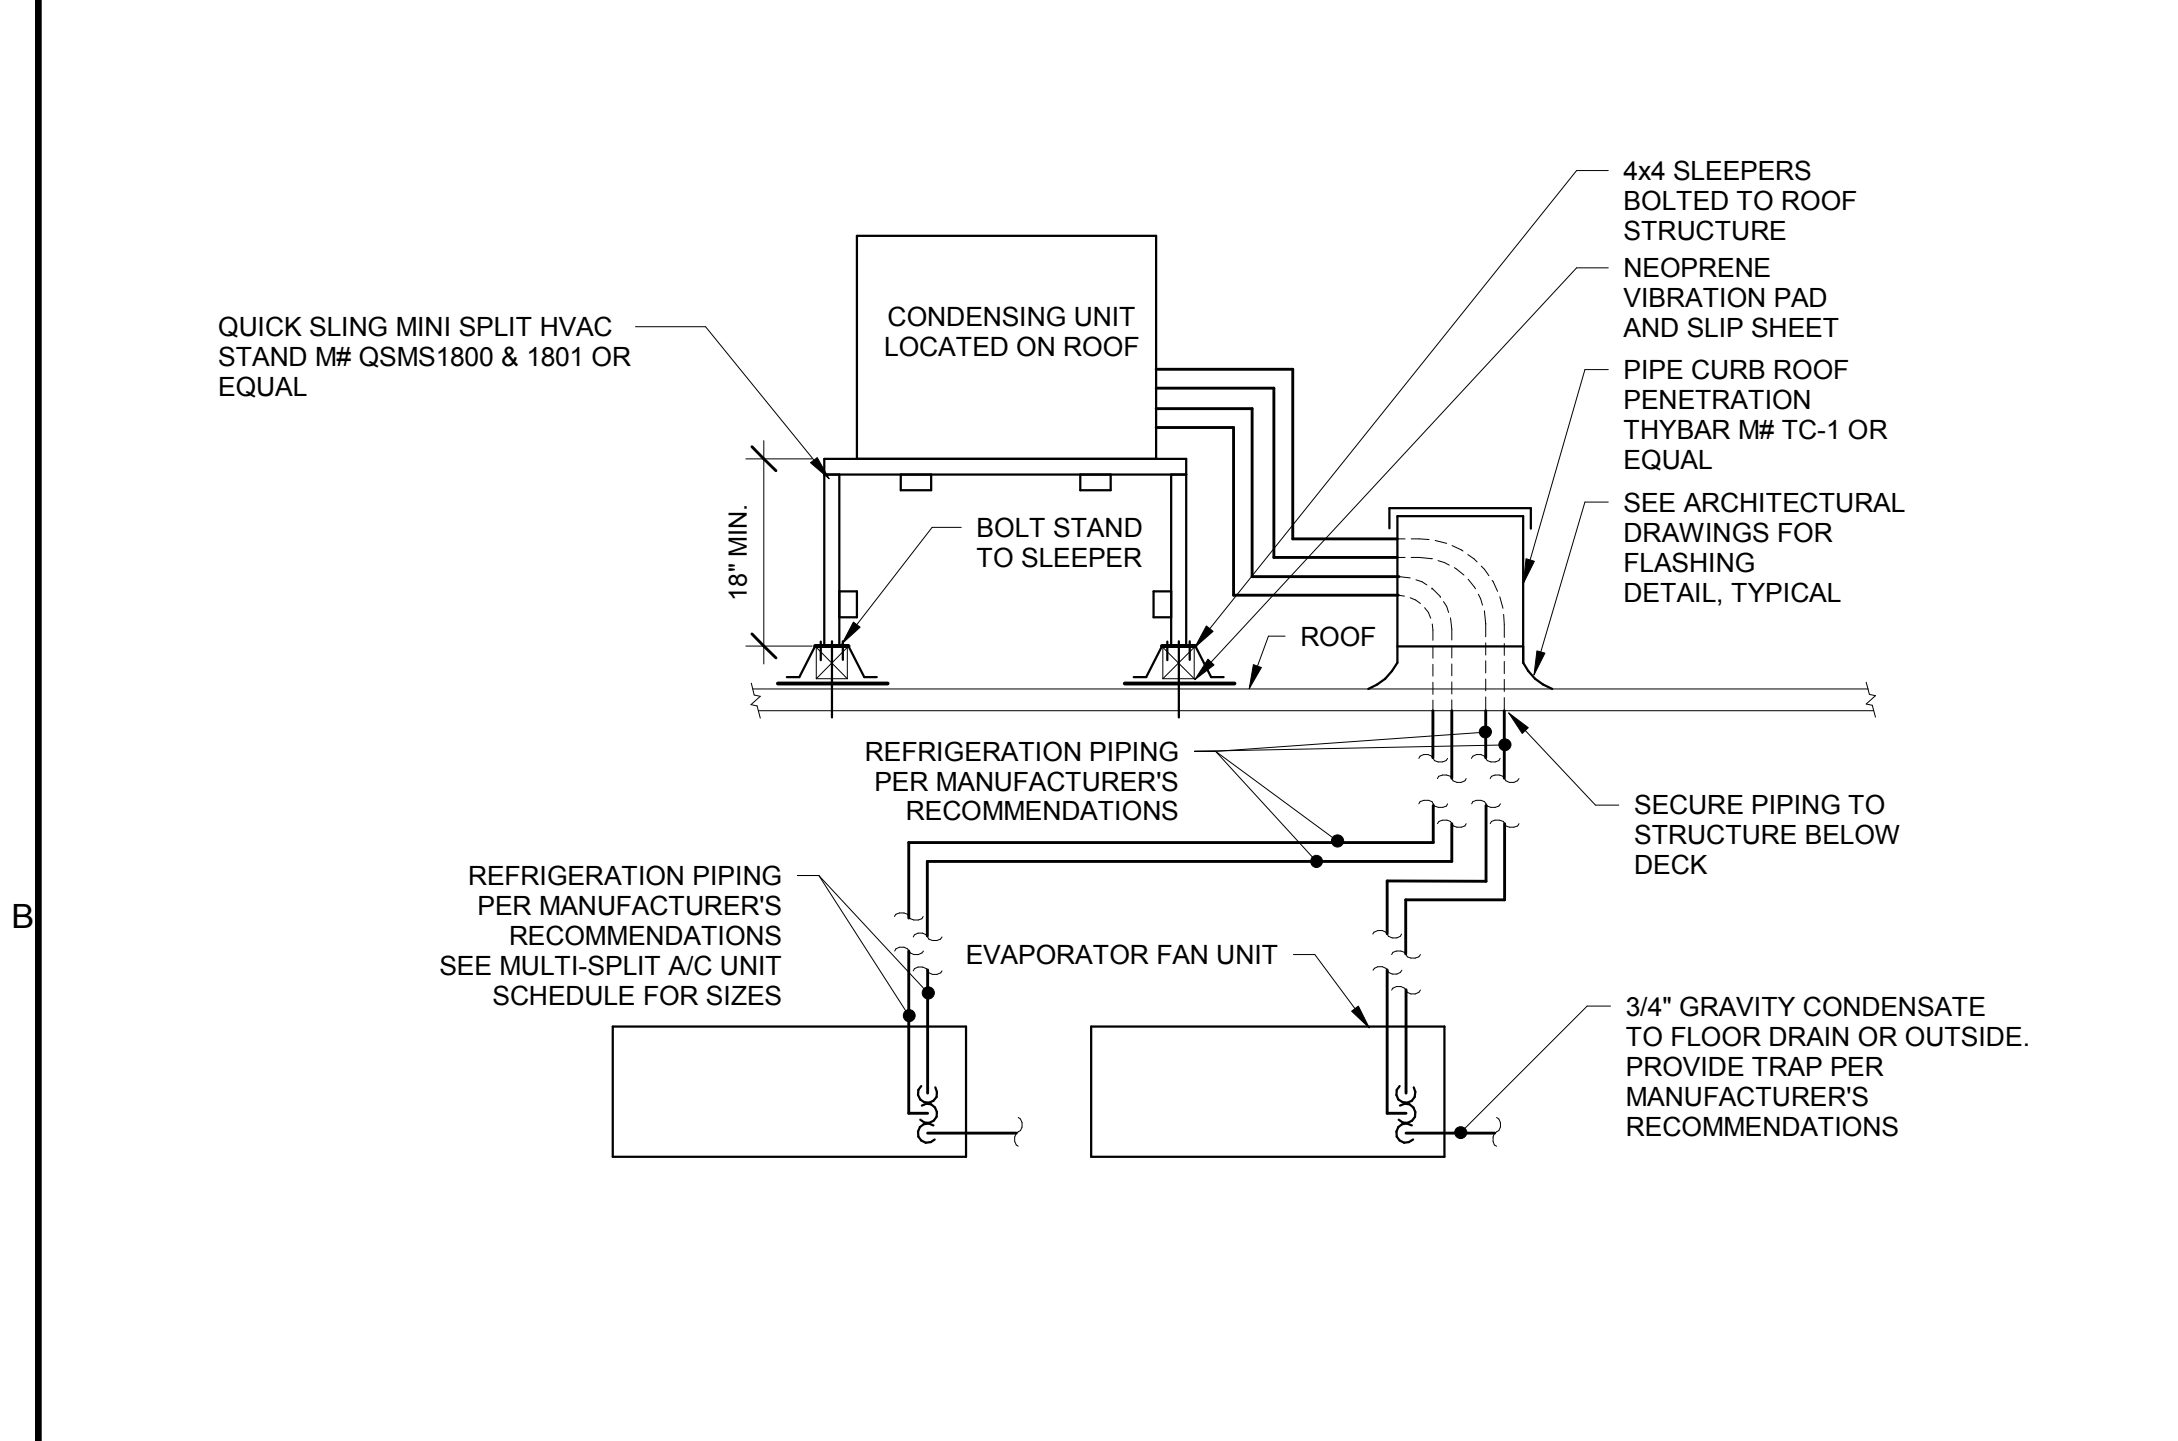 4x4 SLEEPERS
BOLTED TO ROOF
STRUCTURE
NEOPRENE
VIBRATION PAD
AND SLIP SHEET
QUICK SLING MINI SPLIT HVAC
STAND M# QSMS1800 & 1801 OR
EQUAL
CONDENSING UNIT
LOCATED ON ROOF
PIPE CURB ROOF
PENETRATION
THYBAR M# TC-1 OR
EQUAL
SEE ARCHITECTURAL
DRAWINGS FOR
FLASHING
DETAIL, TYPICAL
18" MIN.
BOLT STAND
TO SLEEPER
ROOF
REFRIGERATION PIPING
PER MANUFACTURER'S
RECOMMENDATIONS
SECURE PIPING TO
STRUCTURE BELOW
DECK
REFRIGERATION PIPING
PER MANUFACTURER'S
RECOMMENDATIONS
SEE MULTI-SPLIT A/C UNIT
SCHEDULE FOR SIZES
B
EVAPORATOR FAN UNIT
3/4" GRAVITY CONDENSATE
TO FLOOR DRAIN OR OUTSIDE.
PROVIDE TRAP PER
MANUFACTURER'S
RECOMMENDATIONS